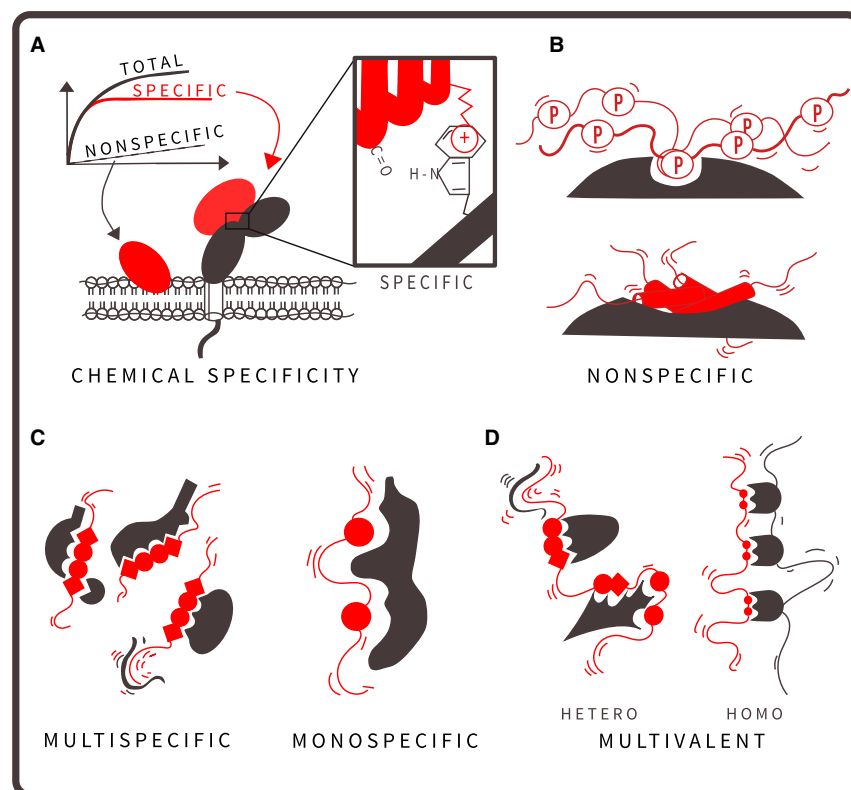 A
TOTAL
SPECIFIC
NONSPECIFIC
+
C=O
H-N
SPECIFIC
CHEMICAL SPECIFICITY
B
P
P
P
P
P
P
P
NONSPECIFIC
C
MULTISPECIFIC
MONOSPECIFIC
D
HETERO
HOMO
MULTIVALENT